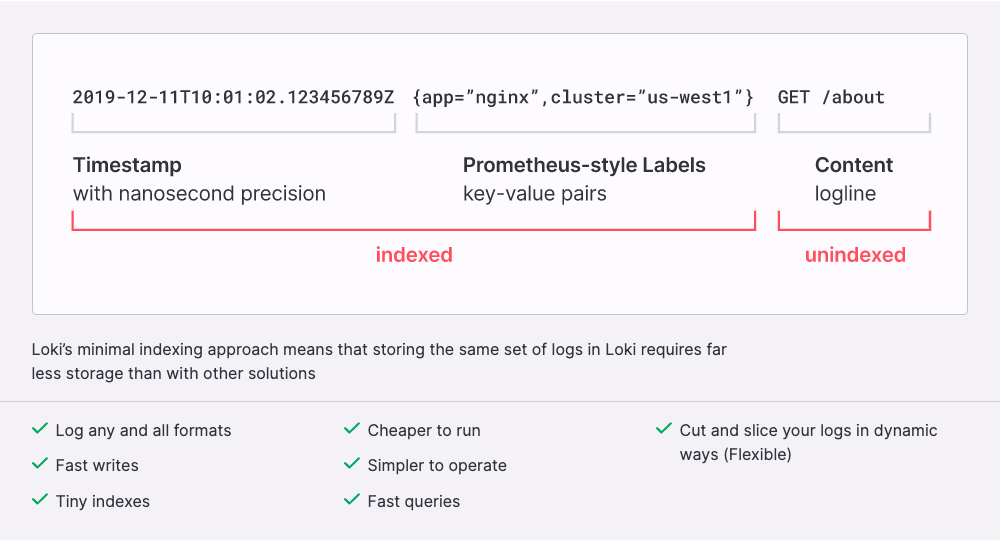 2019-12-11T10:01:02.123456789Z {app=”nginx”,cluster=”us-west1”} GET /about
Timestamp Prometheus-style Labels Content
with nanosecond precision key-value pairs logline
indexed unindexed
Loki’s minimal indexing approach means that storing the same set of logs in Loki requires far
less storage than with other solutions
Log any and all formats
Fast writes
Tiny indexes
Cheaper to run
Simpler to operate
Fast queries
Cut and slice your logs in dynamic
ways (Flexible)